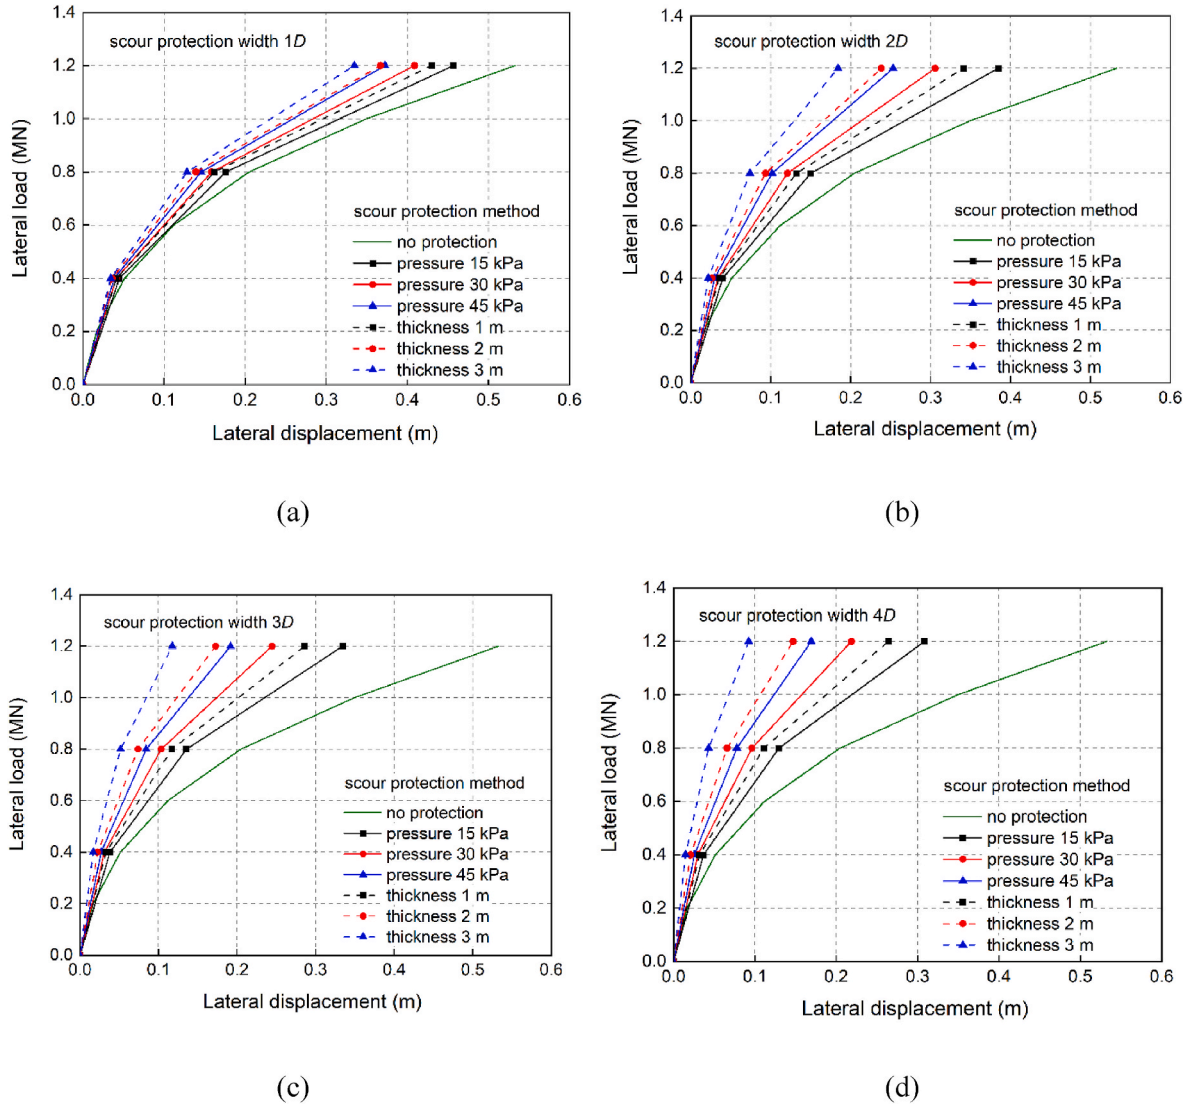 1.4
1.2
1.0
0.8
0.6
0.4
0.2
0.0
Lateral load (MN)
scour protection width 1D
scour protection method
no protection
pressure 15 kPa
pressure 30 kPa
pressure 45 kPa
thickness 1 m
thickness 2 m
thickness 3 m
0.0 0.1 0.2 0.3 0.4 0.5 0.6
Lateral displacement (m)
(a)
1.4
1.2
1.0
0.8
0.6
0.4
0.2
0.0
Lateral load (MN)
scour protection width 2D
scour protection method
no protection
pressure 15 kPa
pressure 30 kPa
pressure 45 kPa
thickness 1 m
thickness 2 m
thickness 3 m
0.0 0.1 0.2 0.3 0.4 0.5 0.6
Lateral displacement (m)
(b)
1.4
1.2
1.0
0.8
0.6
0.4
0.2
0.0
Lateral load (MN)
scour protection width 3D
scour protection method
no protection
pressure 15 kPa
pressure 30 kPa
pressure 45 kPa
thickness 1 m
thickness 2 m
thickness 3 m
0.0 0.1 0.2 0.3 0.4 0.5 0.6
Lateral displacement (m)
(c)
1.4
1.2
1.0
0.8
0.6
0.4
0.2
0.0
Lateral load (MN)
scour protection width 4D
scour protection method
no protection
pressure 15 kPa
pressure 30 kPa
pressure 45 kPa
thickness 1 m
thickness 2 m
thickness 3 m
0.0 0.1 0.2 0.3 0.4 0.5 0.6
Lateral displacement (m)
(d)